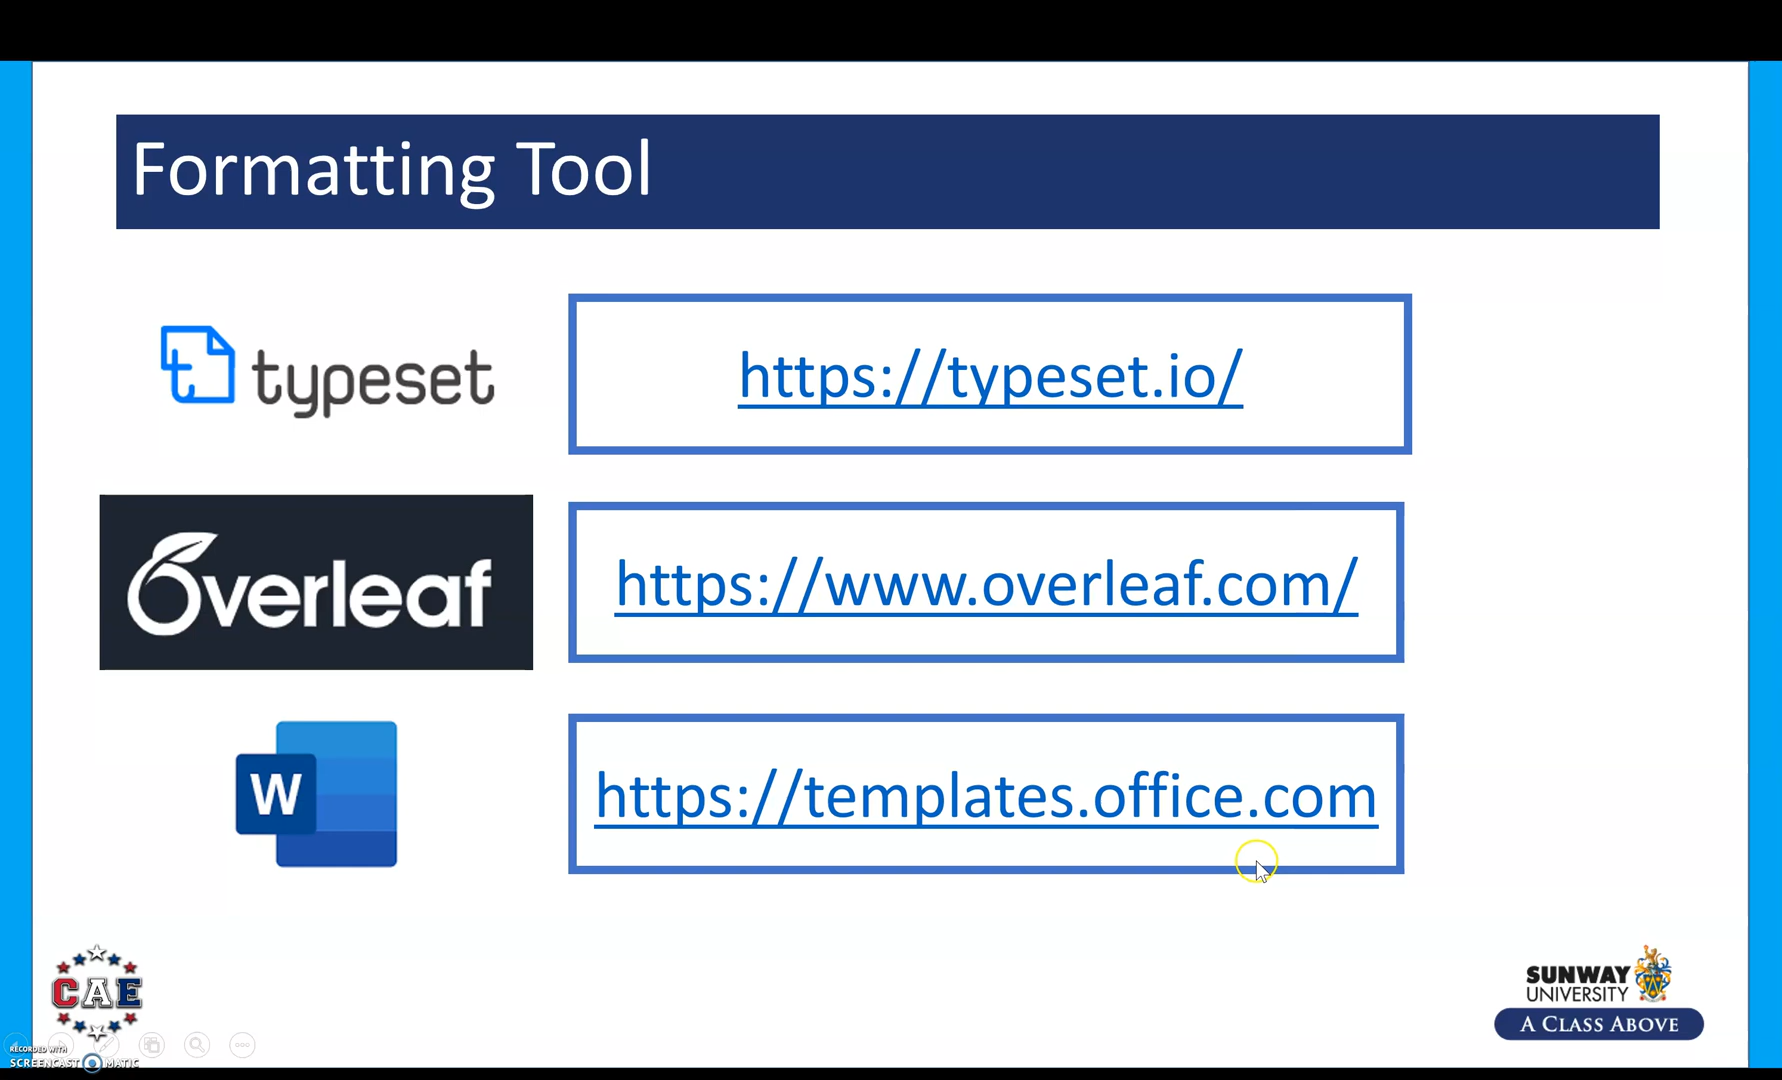 Formatting Tool
typeset
https://typeset.io/
Overleaf
https://www.overleaf.com/
W
https://templates.office.com
CAE
SUNWAY
UNIVERSITY
A CLASS ABOVE
RECORDED WITH
SCREENCAST MATIC